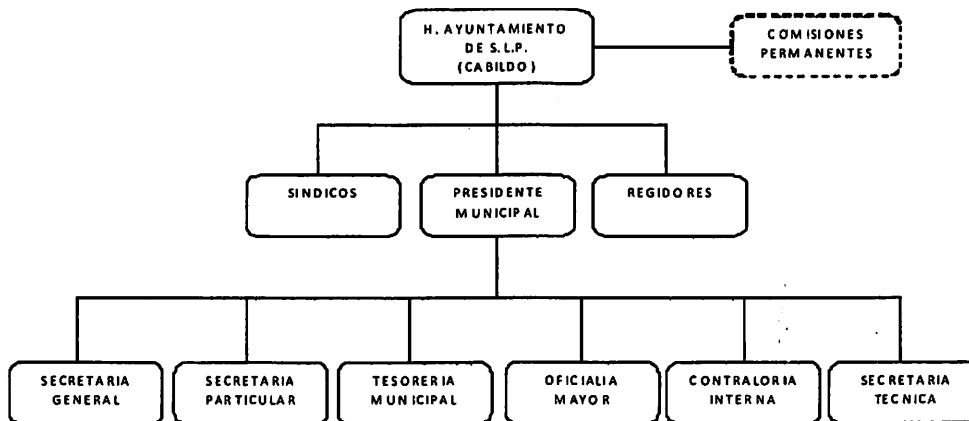 H. AYUNTAMIENTO
DE S.L.P.
(CABILDO)
COMISIONES
PERMANENTES
SINDICOS
PRESIDENTE
MUNICIPAL
REGIDORES
SECRETARIA
GENERAL
SECRETARIA
PARTICULAR
TESORERIA
MUNICIPAL
OFICIALIA
MAYOR
CONTRALORIA
INTERNA
SECRETARIA
TECNICA